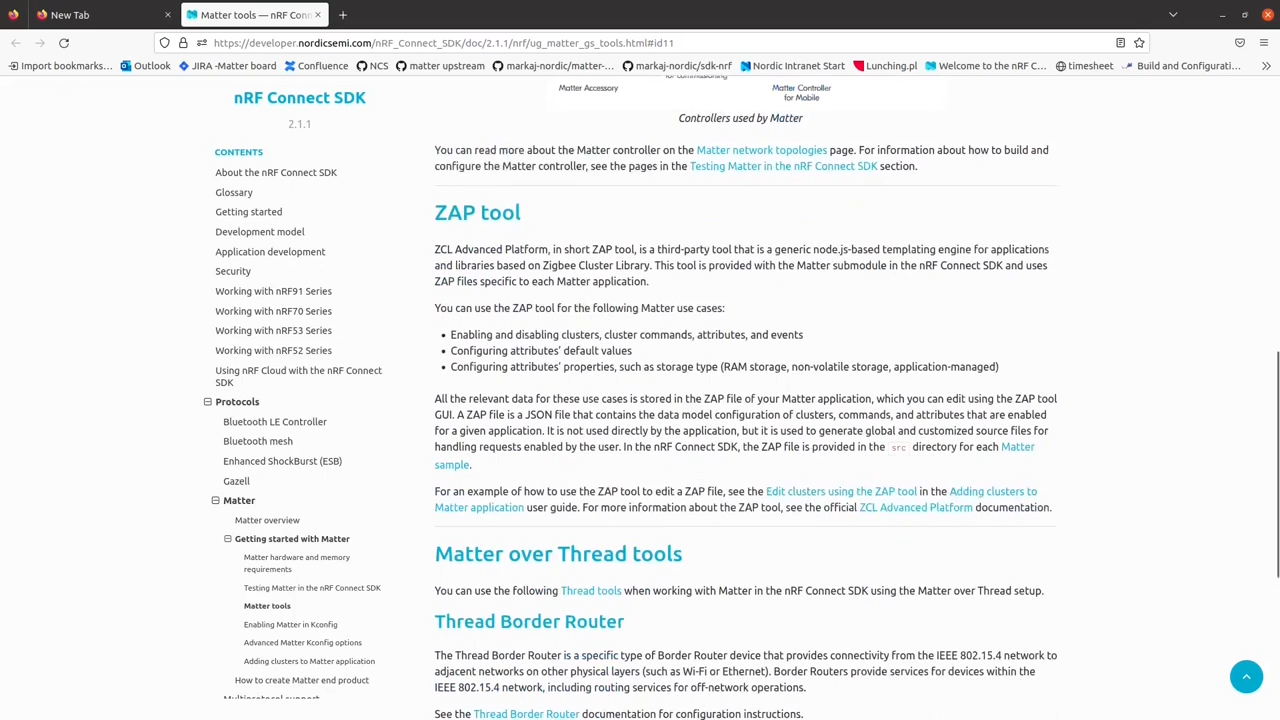 New Tab
Matter tools — nRF Conn
https://developer.nordicsemi.com/nRF_Connect_SDK/doc/2.1.1/nrf/ug_matter_gs_tools.html#id11
Import bookmarks… Outlook JIRA -Matter board Confluence NCS matter upstream markaj-nordic/matter-… markaj-nordic/sdk-nrf Nordic Intranet Start Lunching.pl Welcome to the nRF C… timesheet Build and Configurati…
nRF Connect SDK
2.1.1
CONTENTS
About the nRF Connect SDK
Glossary
Getting started
Development model
Application development
Security
Working with nRF91 Series
Working with nRF70 Series
Working with nRF53 Series
Working with nRF52 Series
Using nRF Cloud with the nRF Connect
SDK
Protocols
Bluetooth LE Controller
Bluetooth mesh
Enhanced ShockBurst (ESB)
Gazell
Matter
Matter overview
Getting started with Matter
Matter hardware and memory
requirements
Testing Matter in the nRF Connect SDK
Matter tools
Enabling Matter in Kconfig
Advanced Matter Kconfig options
Adding clusters to Matter application
How to create Matter end product
Multiprotocol support
for commissioning
Matter Accessory
Matter Controller
for Mobile
Controllers used by Matter
You can read more about the Matter controller on the Matter network topologies page. For information about how to build and
configure the Matter controller, see the pages in the Testing Matter in the nRF Connect SDK section.
ZAP tool
ZCL Advanced Platform, in short ZAP tool, is a third-party tool that is a generic node.js-based templating engine for applications
and libraries based on Zigbee Cluster Library. This tool is provided with the Matter submodule in the nRF Connect SDK and uses
ZAP files specific to each Matter application.
You can use the ZAP tool for the following Matter use cases:
• Enabling and disabling clusters, cluster commands, attributes, and events
• Configuring attributes’ default values
• Configuring attributes’ properties, such as storage type (RAM storage, non-volatile storage, application-managed)
All the relevant data for these use cases is stored in the ZAP file of your Matter application, which you can edit using the ZAP tool
GUI. A ZAP file is a JSON file that contains the data model configuration of clusters, commands, and attributes that are enabled
for a given application. It is not used directly by the application, but it is used to generate global and customized source files for
handling requests enabled by the user. In the nRF Connect SDK, the ZAP file is provided in the src directory for each Matter
sample.
For an example of how to use the ZAP tool to edit a ZAP file, see the Edit clusters using the ZAP tool in the Adding clusters to
Matter application user guide. For more information about the ZAP tool, see the official ZCL Advanced Platform documentation.
Matter over Thread tools
You can use the following Thread tools when working with Matter in the nRF Connect SDK using the Matter over Thread setup.
Thread Border Router
The Thread Border Router is a specific type of Border Router device that provides connectivity from the IEEE 802.15.4 network to
adjacent networks on other physical layers (such as Wi-Fi or Ethernet). Border Routers provide services for devices within the
IEEE 802.15.4 network, including routing services for off-network operations.
See the Thread Border Router documentation for configuration instructions.